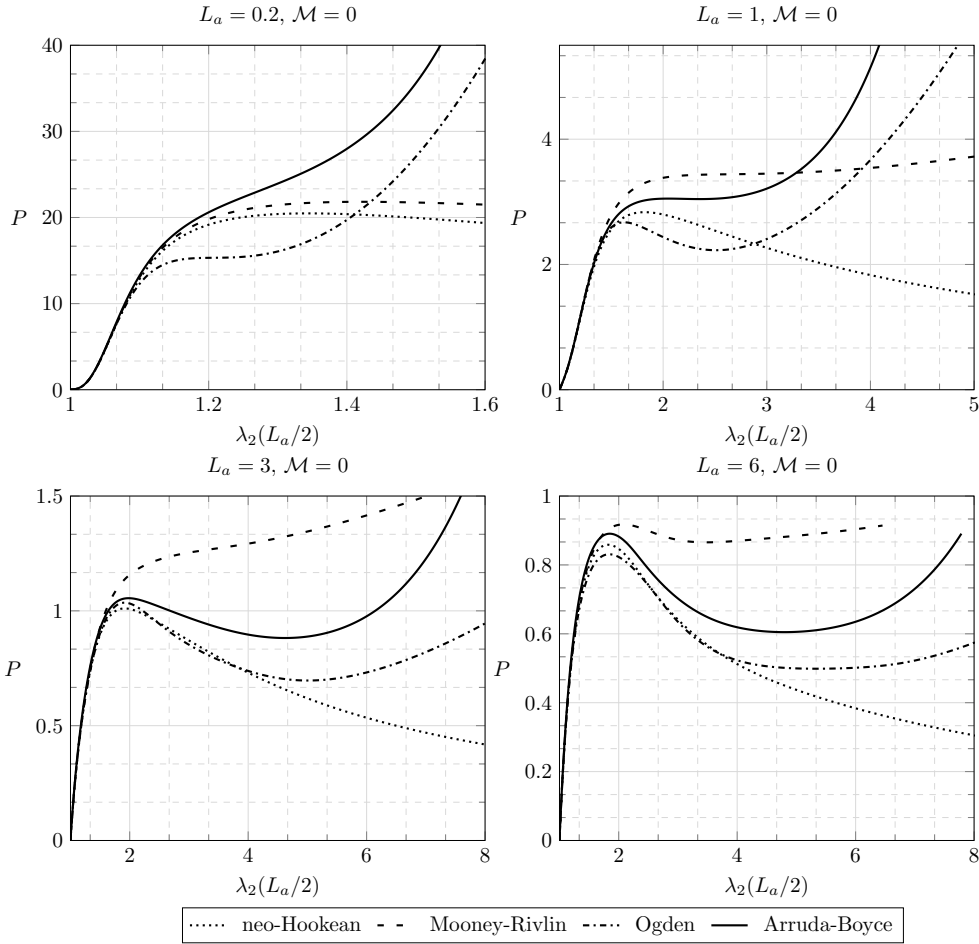 L_a = 0.2, ℳ = 0
L_a = 1, ℳ = 0
40
30
20
10
0
P
1
1.2
1.4
1.6
λ_2(L_a/2)
4
2
0
P
1
2
3
4
5
λ_2(L_a/2)
L_a = 3, ℳ = 0
L_a = 6, ℳ = 0
1.5
1
0.5
0
P
2
4
6
8
λ_2(L_a/2)
1
0.8
0.6
0.4
0.2
0
P
2
4
6
8
λ_2(L_a/2)
neo-Hookean Mooney-Rivlin Ogden Arruda-Boyce